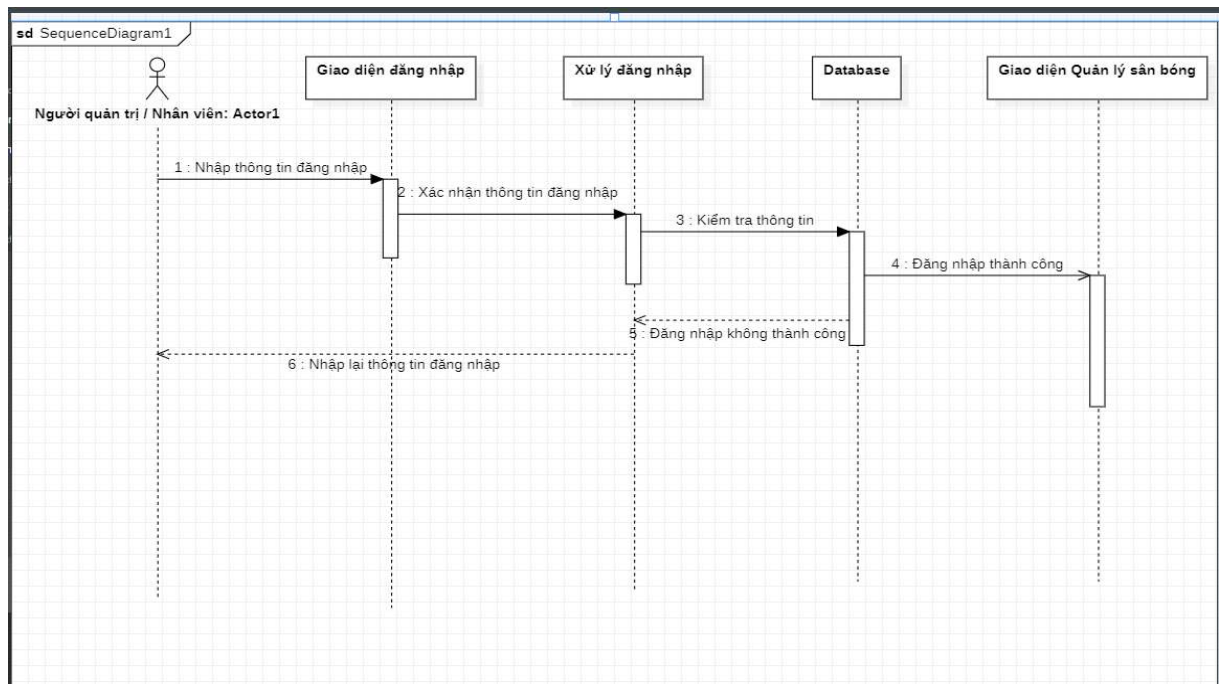 sd SequenceDiagram1
Giao diện đăng nhập
Xử lý đăng nhập
Database
Giao diện Quản lý sân bóng
Người quản trị / Nhân viên: Actor1
1 : Nhập thông tin đăng nhập
2 : Xác nhận thông tin đăng nhập
3 : Kiểm tra thông tin
4 : Đăng nhập thành công
5 : Đăng nhập không thành công
6 : Nhập lại thông tin đăng nhập